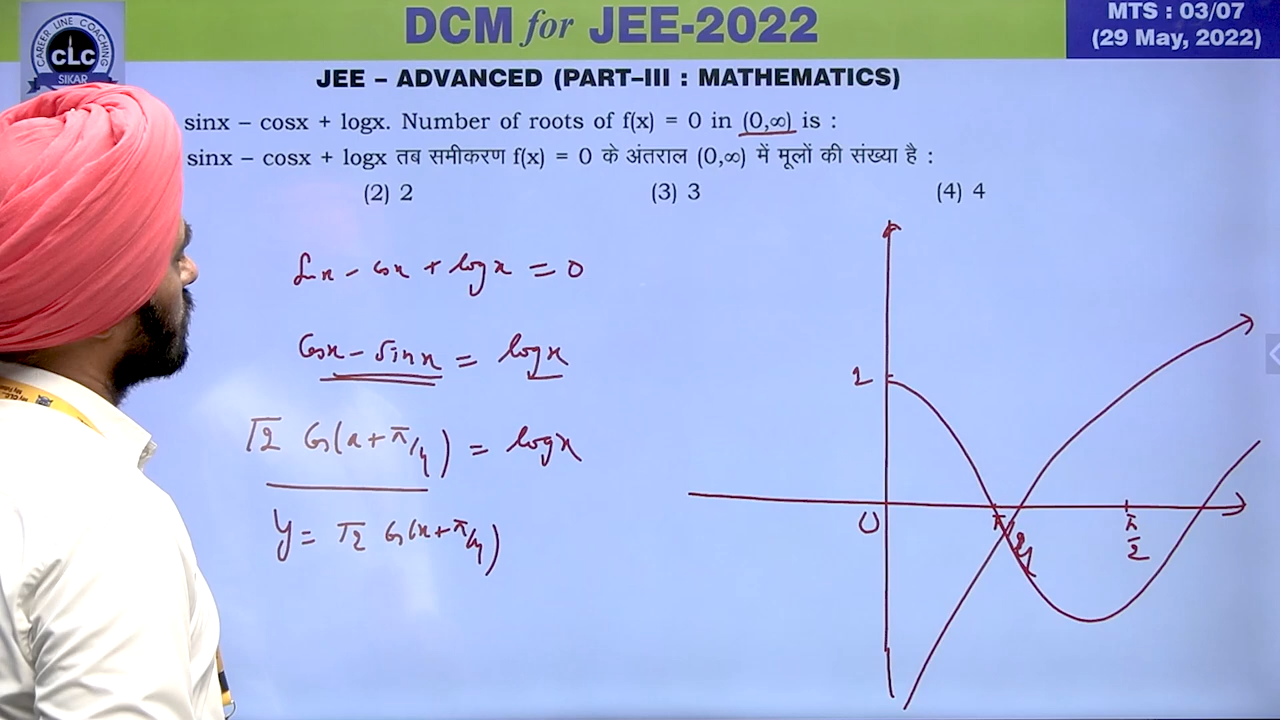 DCM for JEE-2022
MTS : 03/07
(29 May, 2022)
CAREER LINE COACHING
CLC
SIKAR
JEE – ADVANCED (PART–III : MATHEMATICS)
sinx – cosx + logx. Number of roots of f(x) = 0 in (0,∞) is :
sinx – cosx + logx तब समीकरण f(x) = 0 के अंतराल (0,∞) में मूलों की संख्या है :
(2) 2 (3) 3 (4) 4
sinx - cosx + logx = 0
Cosx - sinx = logx
√2 Cos(x + π/4) = logx
y = √2 Cos(x + π/4)
1
0
π/4
π/2